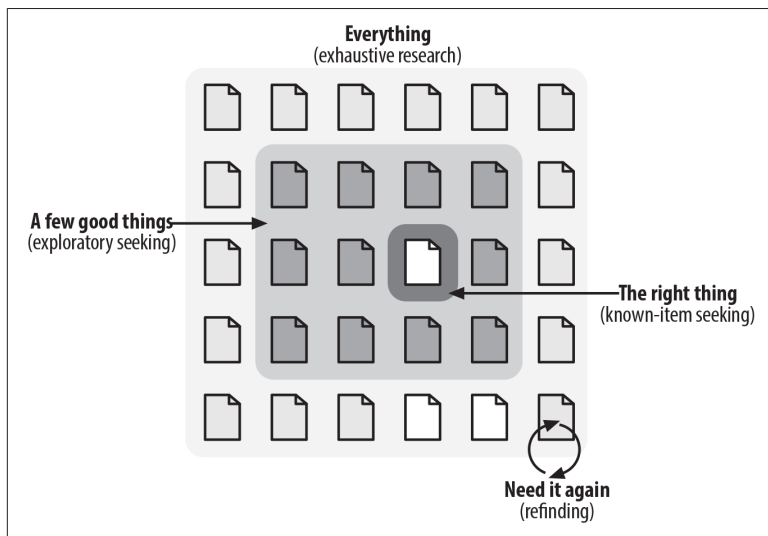 Everything
(exhaustive research)
A few good things
(exploratory seeking)
The right thing
(known-item seeking)
Need it again
(refinding)